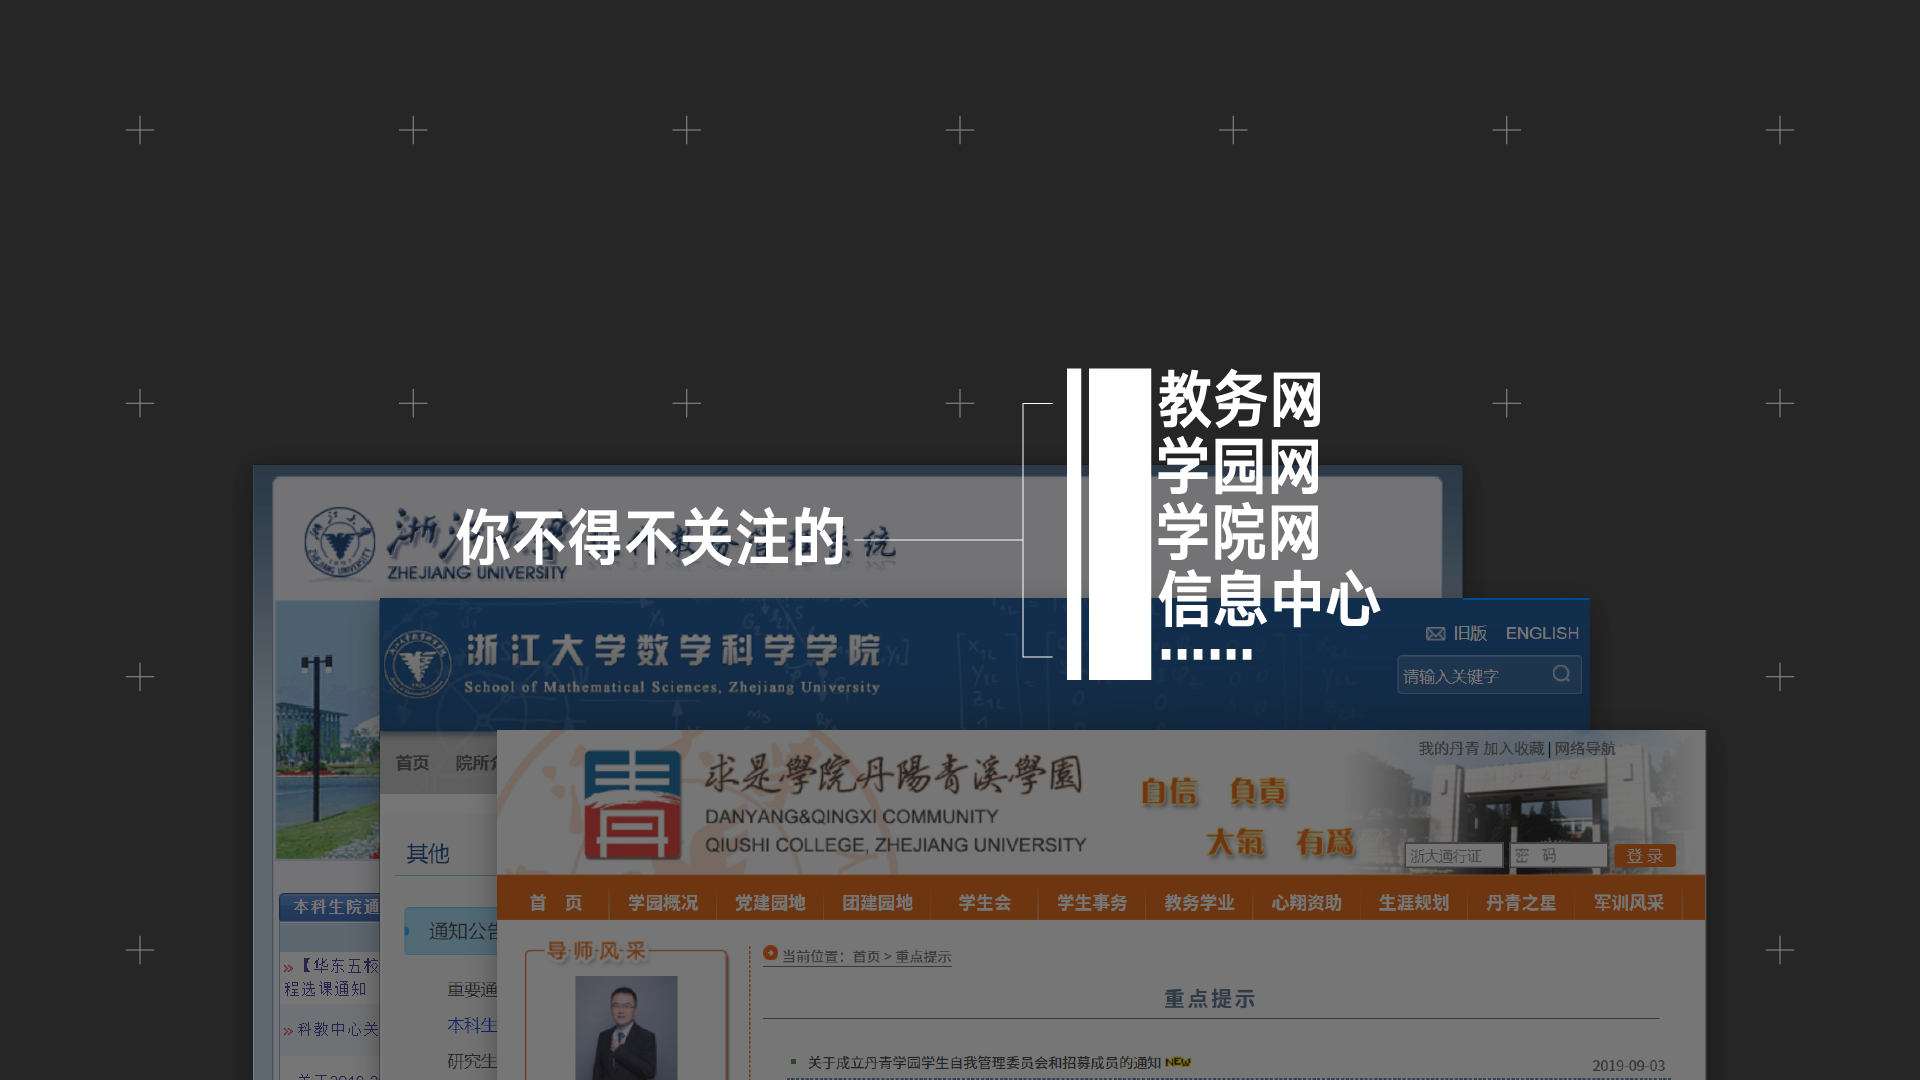 教务网
学园网
学院网
信息中心
······
你不得不关注的
ZHEJIANG UNIVERSITY
浙江大学数学科学学院
School of Mathematical Sciences, Zhejiang University
旧版 ENGLISH
请输入关键字
首页 院所
其他
通知公告
重要通
本科生
研究生
本科生院通
【华东五校
程选课通知
科教中心关
求是學院丹陽青溪學園
DANYANG&QINGXI COMMUNITY
QIUSHI COLLEGE, ZHEJIANG UNIVERSITY
自信 負責
大氣 有爲
我的丹青 加入收藏 | 网络导航
浙大通行证 密 码 登 录
首 页 学园概况 党建园地 团建园地 学生会 学生事务 教务学业 心翔资助 生涯规划 丹青之星 军训风采
导师风采
当前位置：首页 > 重点提示
重点提示
关于成立丹青学园学生自我管理委员会和招募成员的通知 NEW
2019-09-03